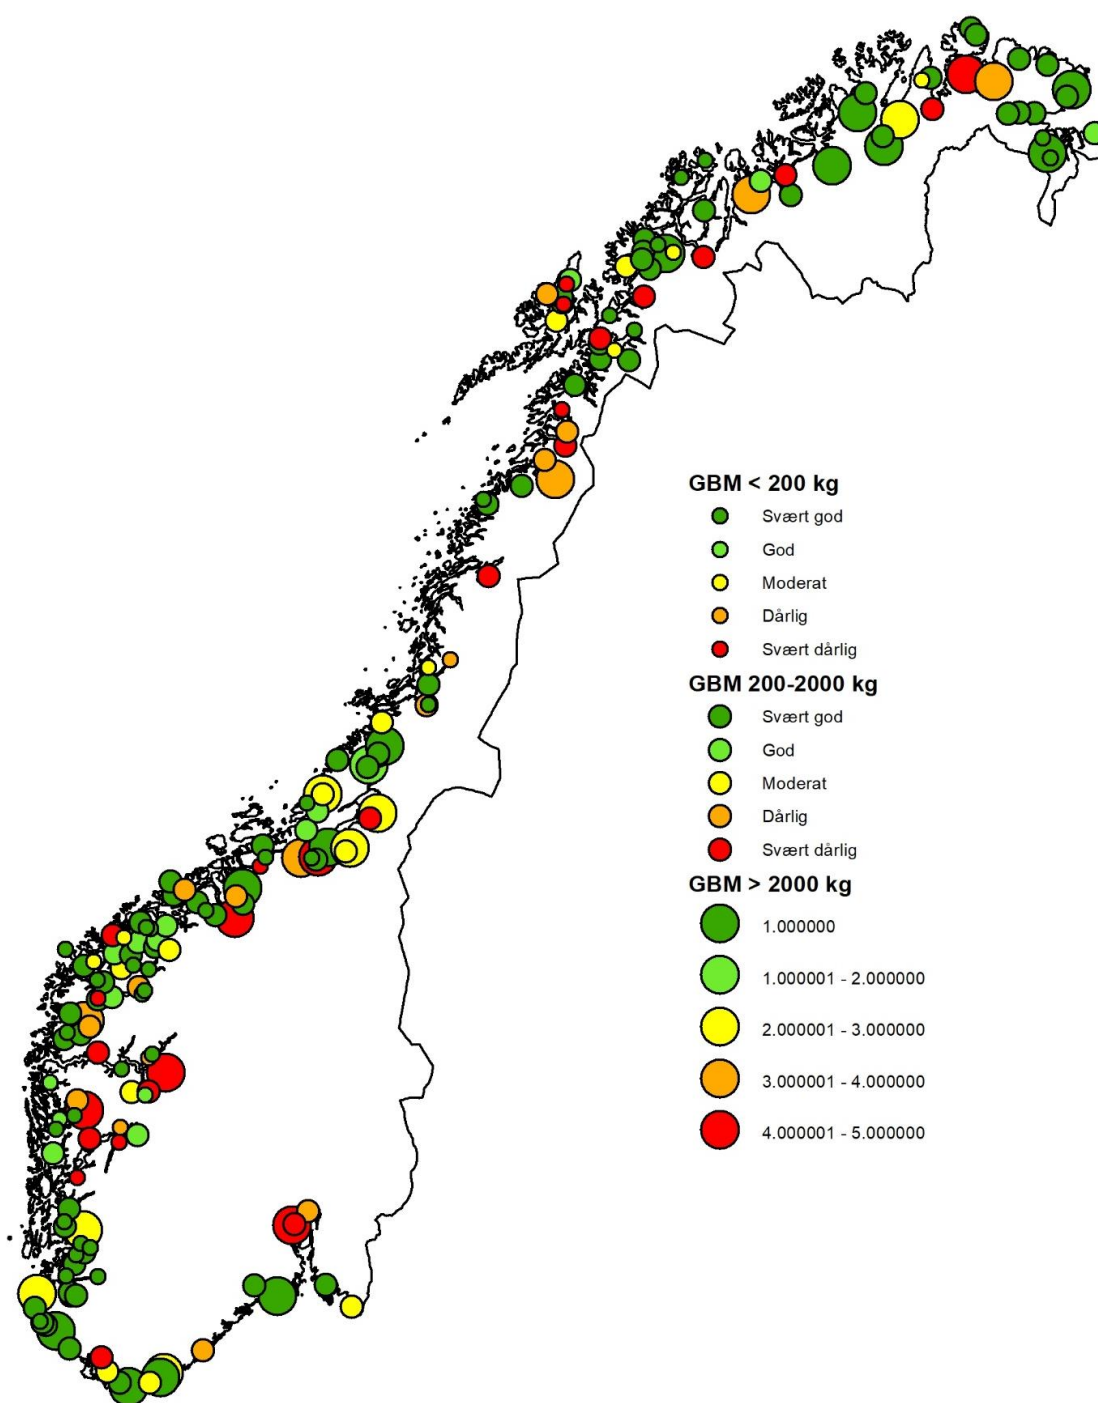 GBM < 200 kg
Svært god
God
Moderat
Dårlig
Svært dårlig
GBM 200-2000 kg
Svært god
God
Moderat
Dårlig
Svært dårlig
GBM > 2000 kg
1.000000
1.000001 - 2.000000
2.000001 - 3.000000
3.000001 - 4.000000
4.000001 - 5.000000